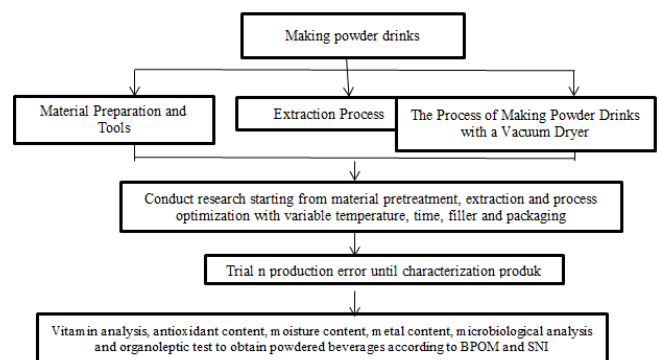 Making powder drinks
Material Preparation and
Tools
Extraction Process
The Process of Making Powder Drinks
with a Vacuum Dryer
Conduct research starting from material pretreatment, extraction and process
optimization with variable temperature, time, filler and packaging
Trial n production error until characterization produk
Vitamin analysis, antioxidant content, moisture content, metal content, microbiological analysis
and organoleptic test to obtain powdered beverages according to BPOM and SNI